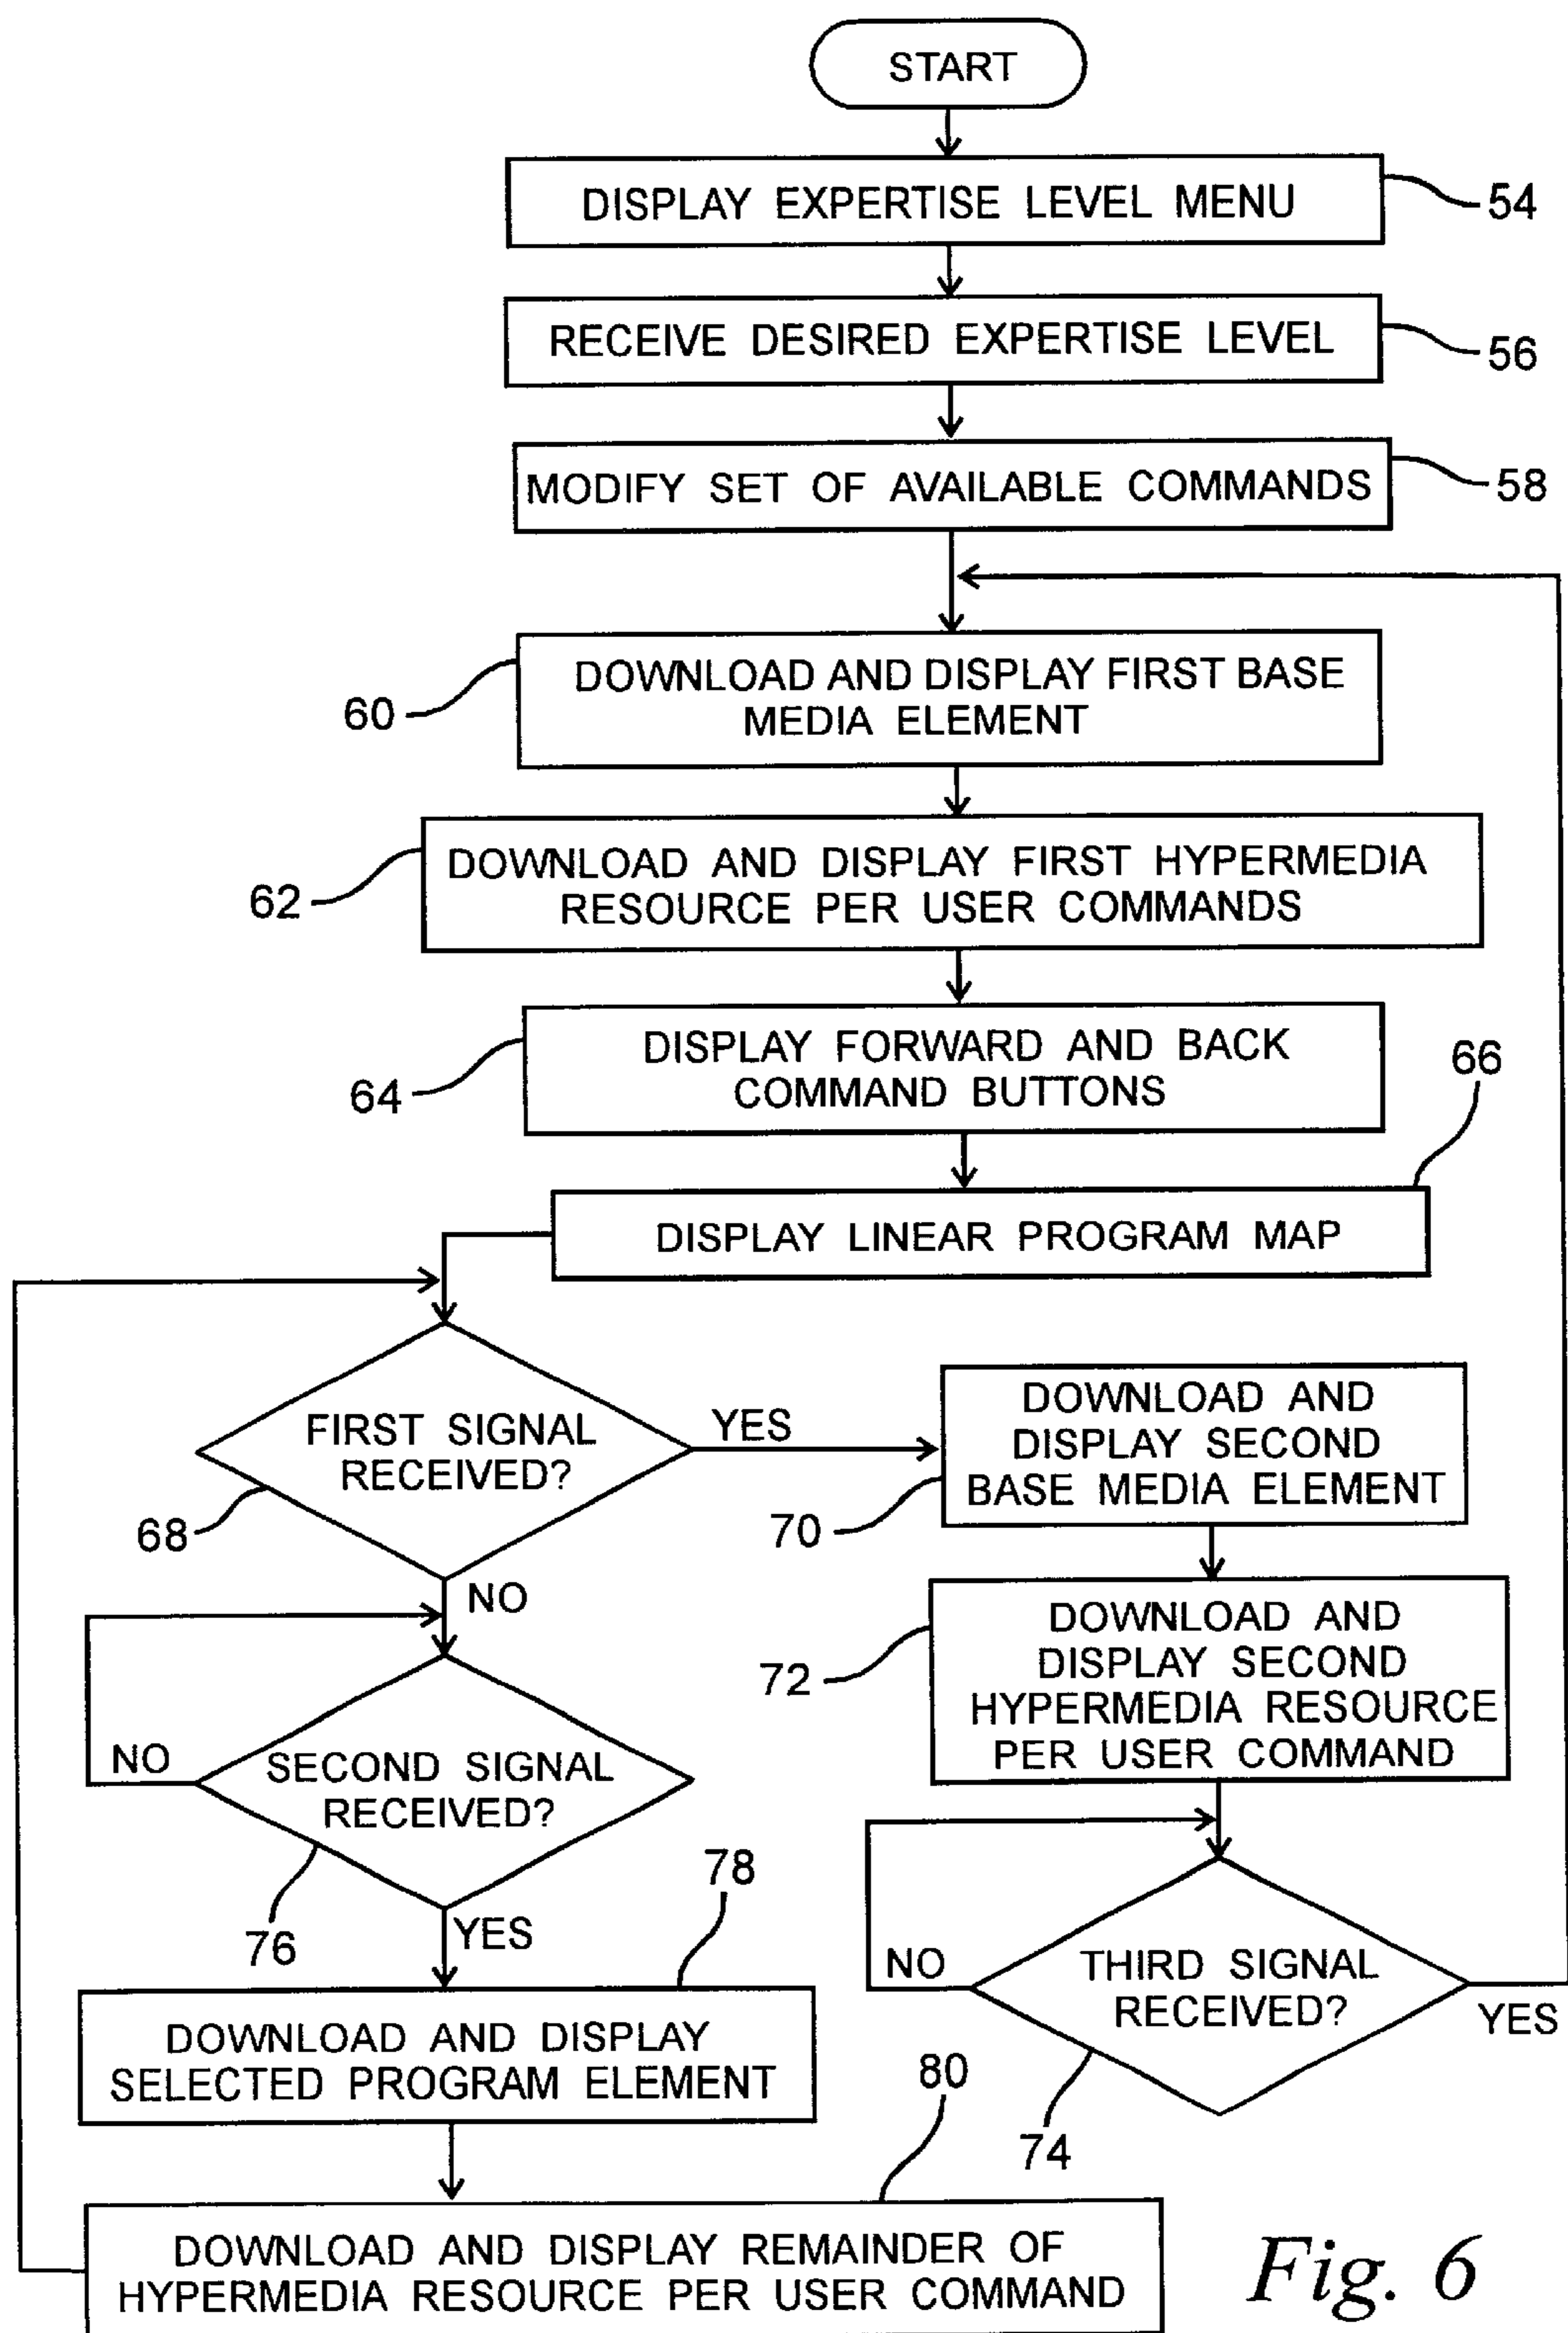 START
DISPLAY EXPERTISE LEVEL MENU
54
RECEIVE DESIRED EXPERTISE LEVEL
56
MODIFY SET OF AVAILABLE COMMANDS
58
DOWNLOAD AND DISPLAY FIRST BASE
MEDIA ELEMENT
60
DOWNLOAD AND DISPLAY FIRST HYPERMEDIA
RESOURCE PER USER COMMANDS
62
DISPLAY FORWARD AND BACK
COMMAND BUTTONS
64
66
DISPLAY LINEAR PROGRAM MAP
FIRST SIGNAL
RECEIVED?
68
YES
NO
DOWNLOAD AND
DISPLAY SECOND
BASE MEDIA ELEMENT
70
DOWNLOAD AND
DISPLAY SECOND
HYPERMEDIA RESOURCE
PER USER COMMAND
72
SECOND SIGNAL
RECEIVED?
NO
76
YES
THIRD SIGNAL
RECEIVED?
NO
YES
74
78
DOWNLOAD AND DISPLAY
SELECTED PROGRAM ELEMENT
80
DOWNLOAD AND DISPLAY REMAINDER OF
HYPERMEDIA RESOURCE PER USER COMMAND
Fig. 6